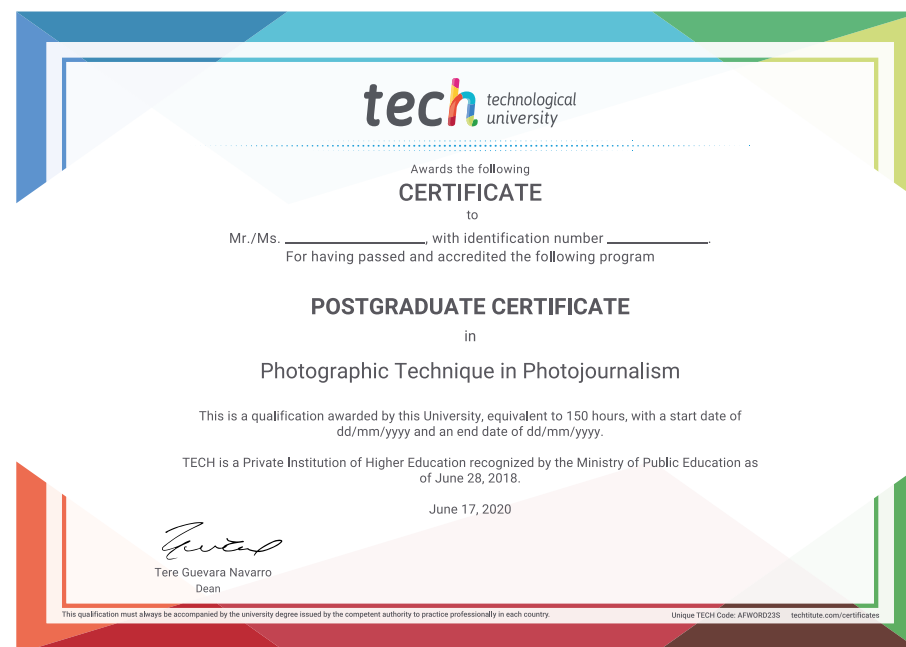 tech technological
university
Awards the following
CERTIFICATE
to
Mr./Ms. ____________________, with identification number ______________.
For having passed and accredited the following program
POSTGRADUATE CERTIFICATE
in
Photographic Technique in Photojournalism
This is a qualification awarded by this University, equivalent to 150 hours, with a start date of
dd/mm/yyyy and an end date of dd/mm/yyyy.
TECH is a Private Institution of Higher Education recognized by the Ministry of Public Education as
of June 28, 2018.
June 17, 2020
Tere Guevara Navarro
Dean
This qualification must always be accompanied by the university degree issued by the competent authority to practice professionally in each country.
Unique TECH Code: AFWORD23S techtitute.com/certificates